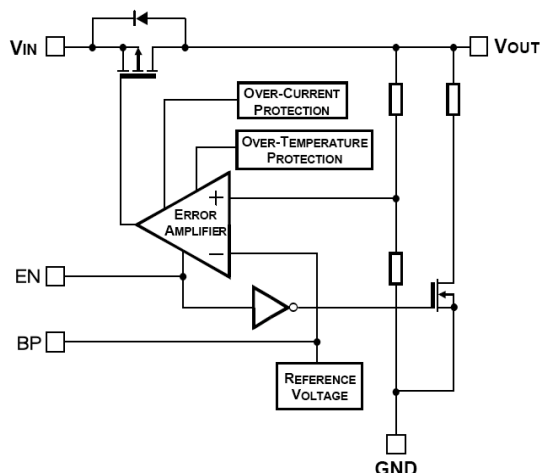 VIN
VOUT
OVER-CURRENT
PROTECTION
OVER-TEMPERATURE
PROTECTION
+
ERROR
AMPLIFIER
−
EN
BP
REFERENCE
VOLTAGE
GND